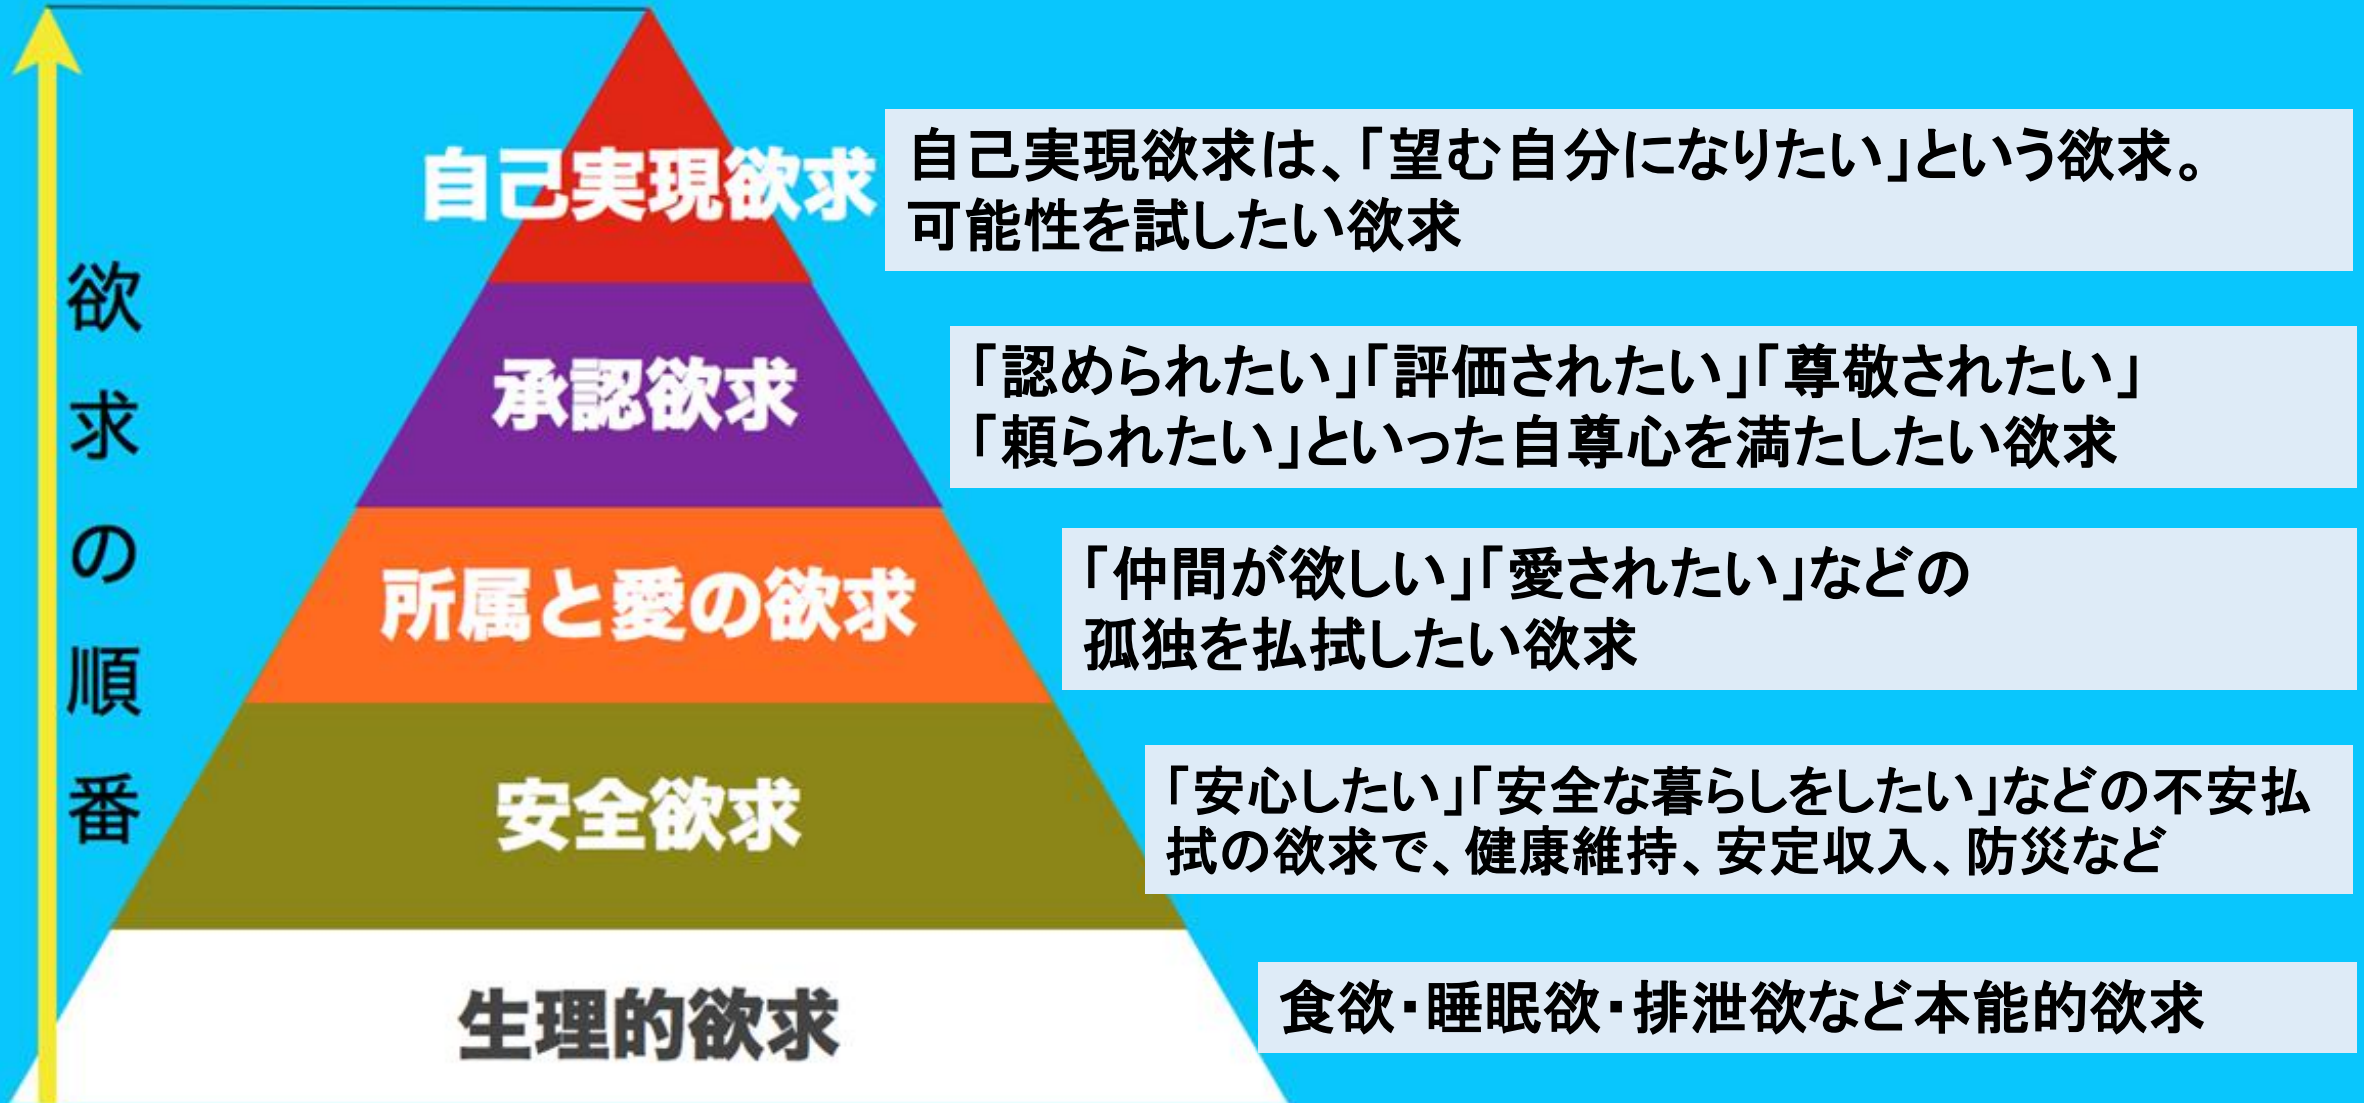 欲求の順番
自己実現欲求
自己実現欲求は、「望む自分になりたい」という欲求。
可能性を試したい欲求
承認欲求
「認められたい」「評価されたい」「尊敬されたい」
「頼られたい」といった自尊心を満たしたい欲求
所属と愛の欲求
「仲間が欲しい」「愛されたい」などの
孤独を払拭したい欲求
安全欲求
「安心したい」「安全な暮らしをしたい」などの不安払
拭の欲求で、健康維持、安定収入、防災など
生理的欲求
食欲・睡眠欲・排泄欲など本能的欲求